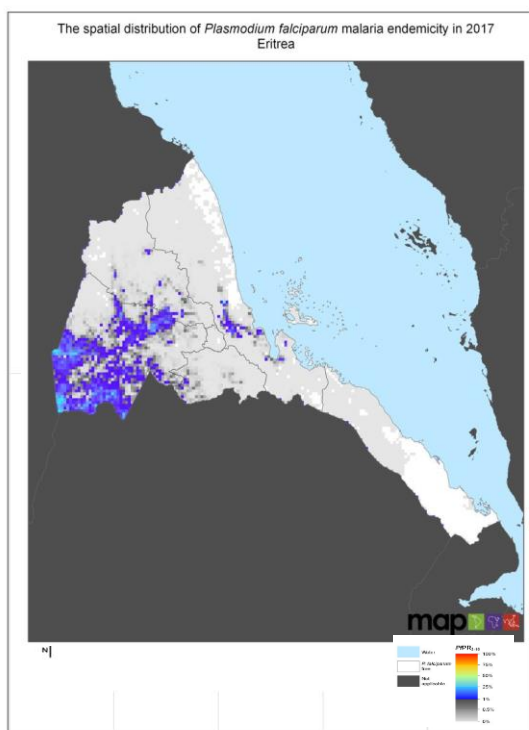 The spatial distribution of Plasmodium falciparum malaria endemicity in 2017
Eritrea
map
N
Water
P. falciparum
free
Not
applicable
100%
70%
50%
25%
1%
0.5%
0%